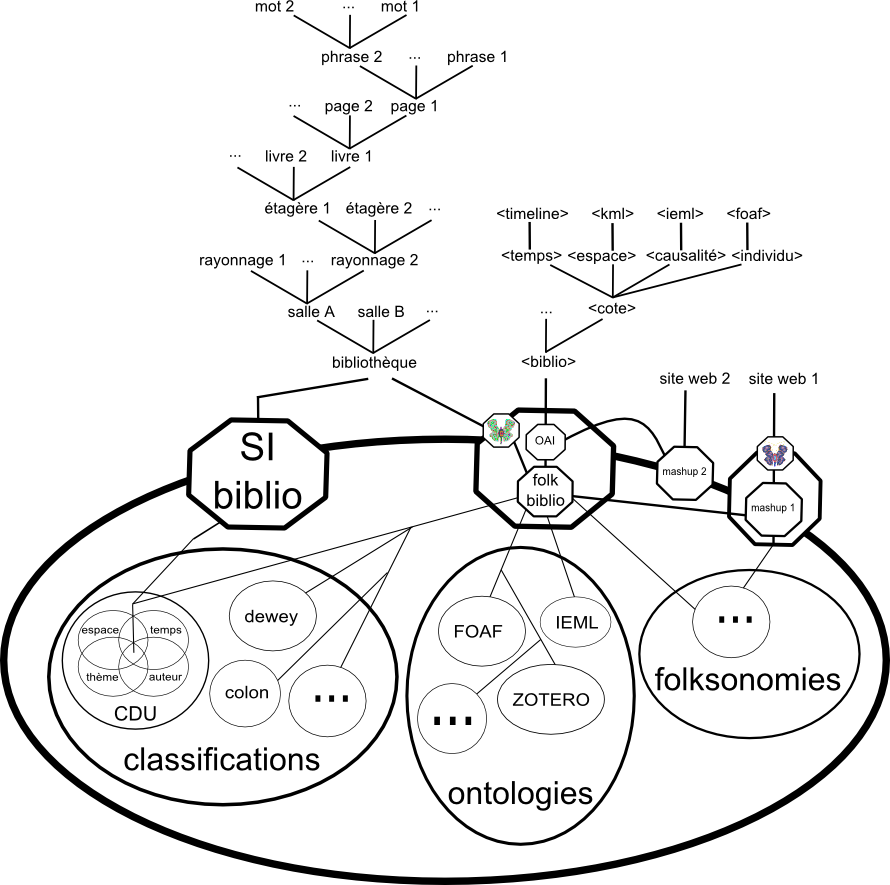 mot 2 ... mot 1
phrase 2 ... phrase 1
... page 2 page 1
... livre 2 livre 1
étagère 1 étagère 2 ...
<timeline> <kml> <ieml> <foaf>
rayonnage 1 ... rayonnage 2
<temps> <espace> <causalité> <individu>
salle A salle B ...
... <cote>
bibliothèque
<biblio>
site web 2 site web 1
SI
biblio
OAI
folk
biblio
mashup 2
mashup 1
espace temps
thème auteur
CDU
dewey
colon
...
classifications
FOAF
IEML
...
ZOTERO
ontologies
...
folksonomies